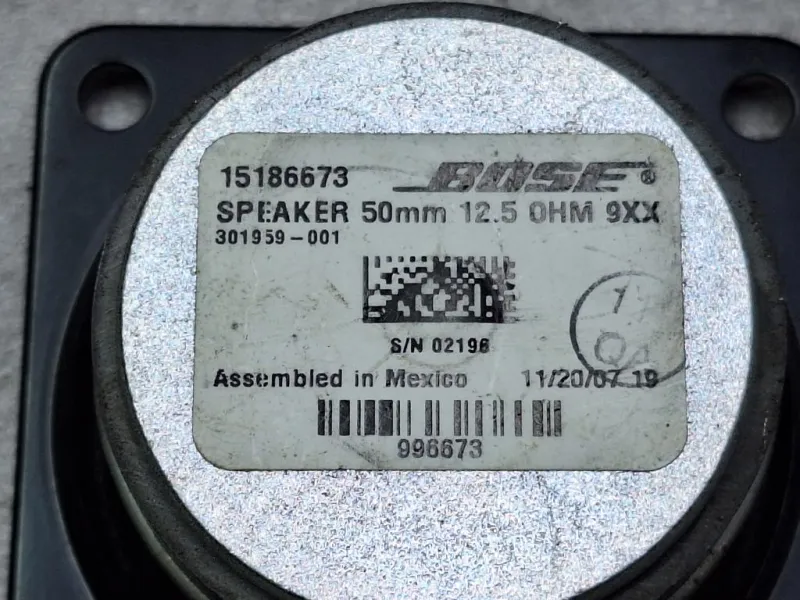 15186673 BOSE®
SPEAKER 50mm 12.5 OHM 9XX
301959-001
S/N 02196
Assembled in Mexico 11/20/07 19
996673